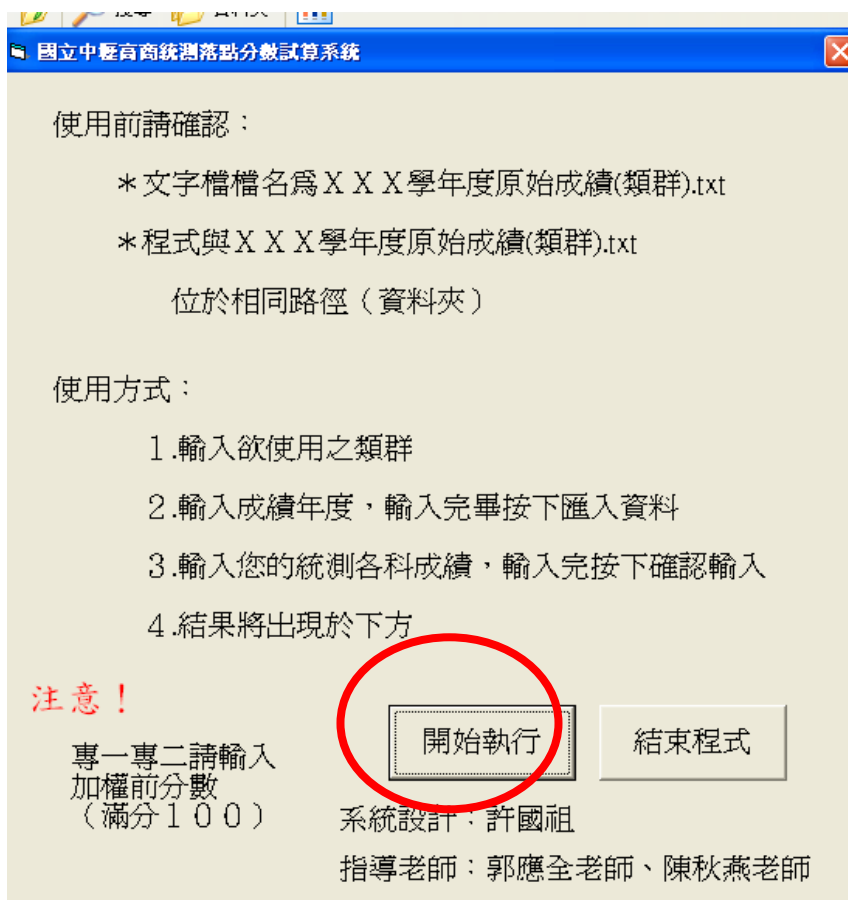 國立中壢高商統測落點分數試算系統
使用前請確認：
＊文字檔檔名為ＸＸＸ學年度原始成績(類群).txt
＊程式與ＸＸＸ學年度原始成績(類群).txt
位於相同路徑（資料夾）
使用方式：
１.輸入欲使用之類群
２.輸入成績年度，輸入完畢按下匯入資料
３.輸入您的統測各科成績，輸入完按下確認輸入
４.結果將出現於下方
注意！
專一專二請輸入
加權前分數
（滿分１００）
開始執行
結束程式
系統設計：許國祖
指導老師：郭應全老師、陳秋燕老師